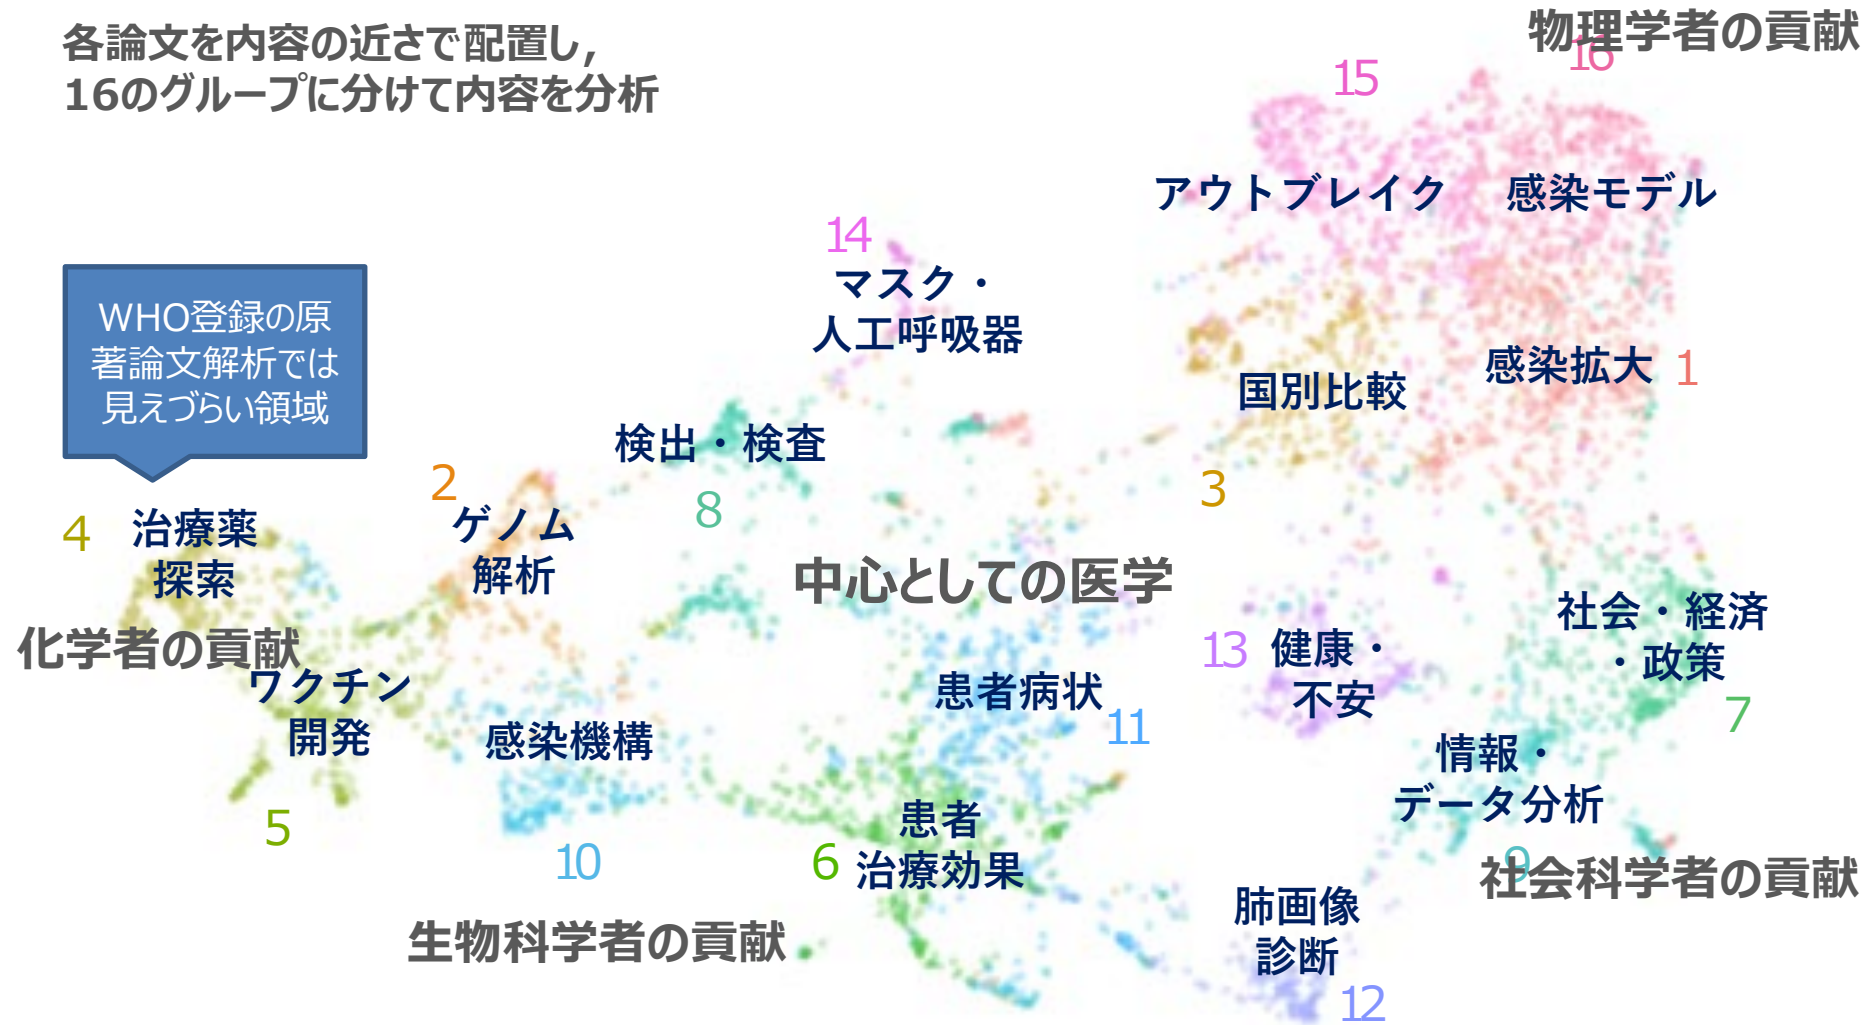 各論文を内容の近さで配置し,
16のグループに分けて内容を分析
物理学者の貢献
16
15
アウトブレイク
感染モデル
14
マスク・
人工呼吸器
WHO登録の原
著論文解析では
見えづらい領域
国別比較
感染拡大
1
検出・検査
2
3
8
4
治療薬
探索
ゲノム
解析
中心としての医学
化学者の貢献
13
健康・
不安
社会・経済
・政策
ワクチン
開発
患者病状
11
7
感染機構
情報・
データ分析
5
10
6
患者
治療効果
9
社会科学者の貢献
肺画像
診断
生物科学者の貢献
12